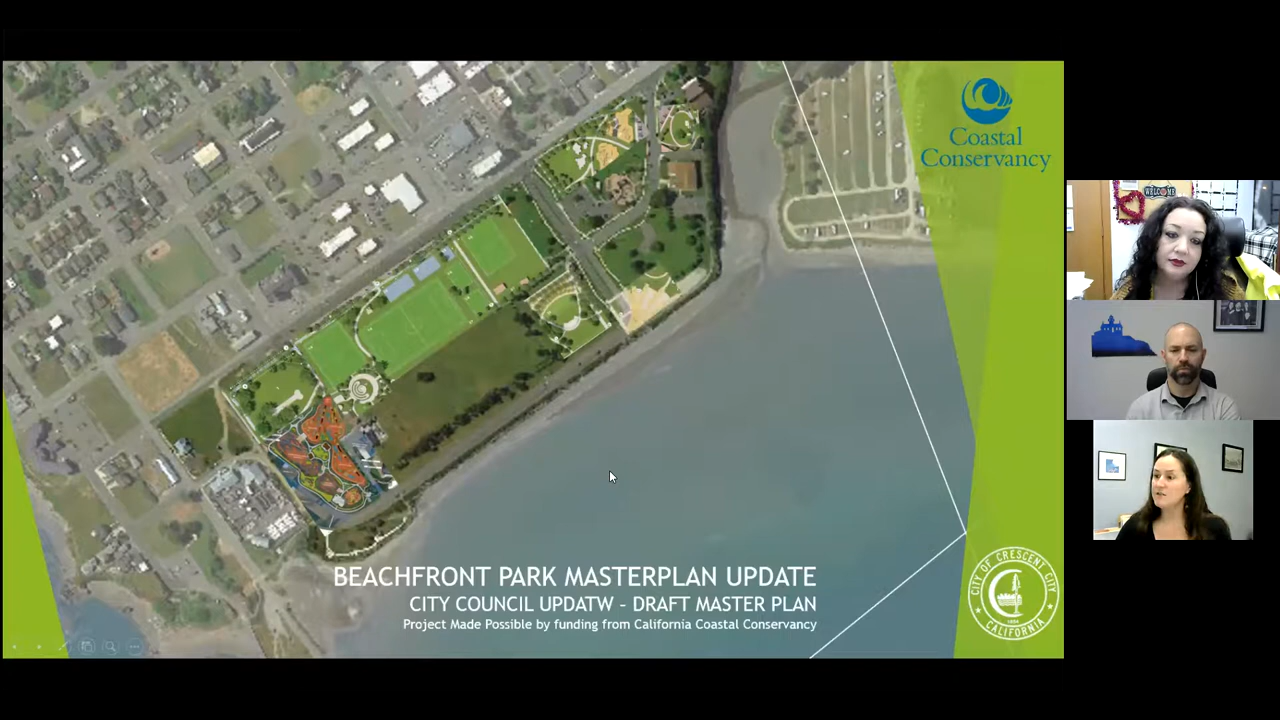 Coastal
Conservancy
WELCOME
BEACHFRONT PARK MASTERPLAN UPDATE
CITY COUNCIL UPDATW – DRAFT MASTER PLAN
Project Made Possible by funding from California Coastal Conservancy
CITY OF CRESCENT CITY
CALIFORNIA